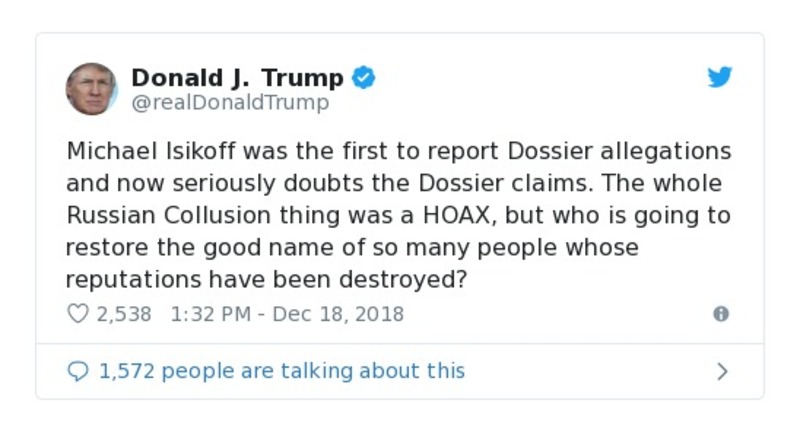 Donald J. Trump
@realDonaldTrump
Michael Isikoff was the first to report Dossier allegations
and now seriously doubts the Dossier claims. The whole
Russian Collusion thing was a HOAX, but who is going to
restore the good name of so many people whose
reputations have been destroyed?
2,538 1:32 PM - Dec 18, 2018
1,572 people are talking about this